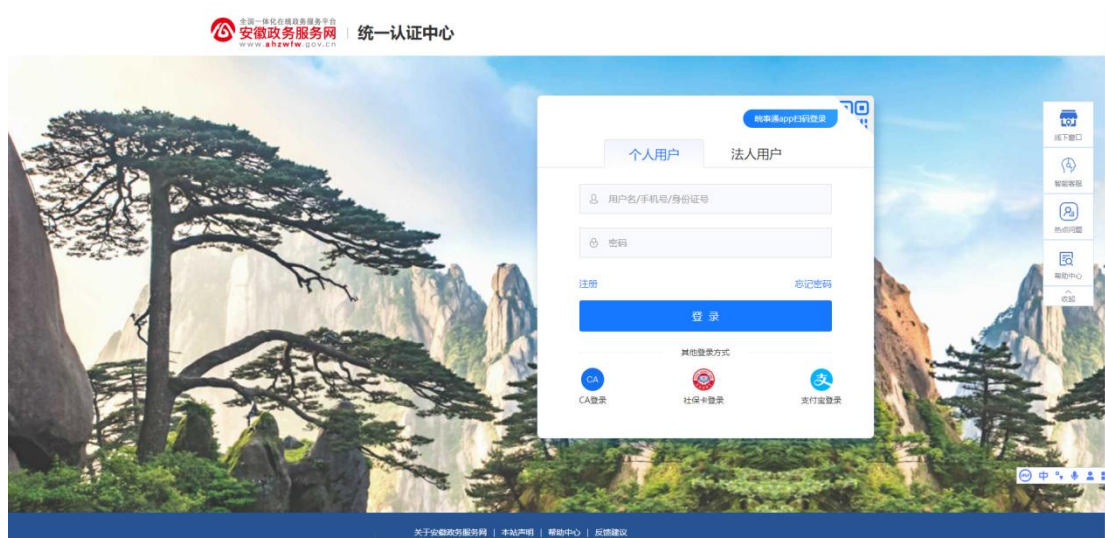 全国一体化在线政务服务平台
安徽政务服务网
www.ahzwfw.gov.cn
统一认证中心
皖事通app扫码登录
个人用户 法人用户
用户名/手机号/身份证号
密码
注册 忘记密码
登 录
其他登录方式
CA
CA登录 社保卡登录 支付宝登录
线下窗口
智能客服
热点问题
帮助中心
收起
中
关于安徽政务服务网 | 本站声明 | 帮助中心 | 反馈建议